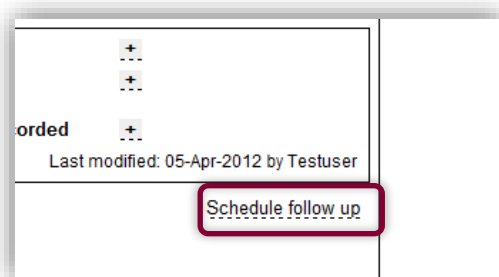 +
+
orded +
Last modified: 05-Apr-2012 by Testuser
Schedule follow up